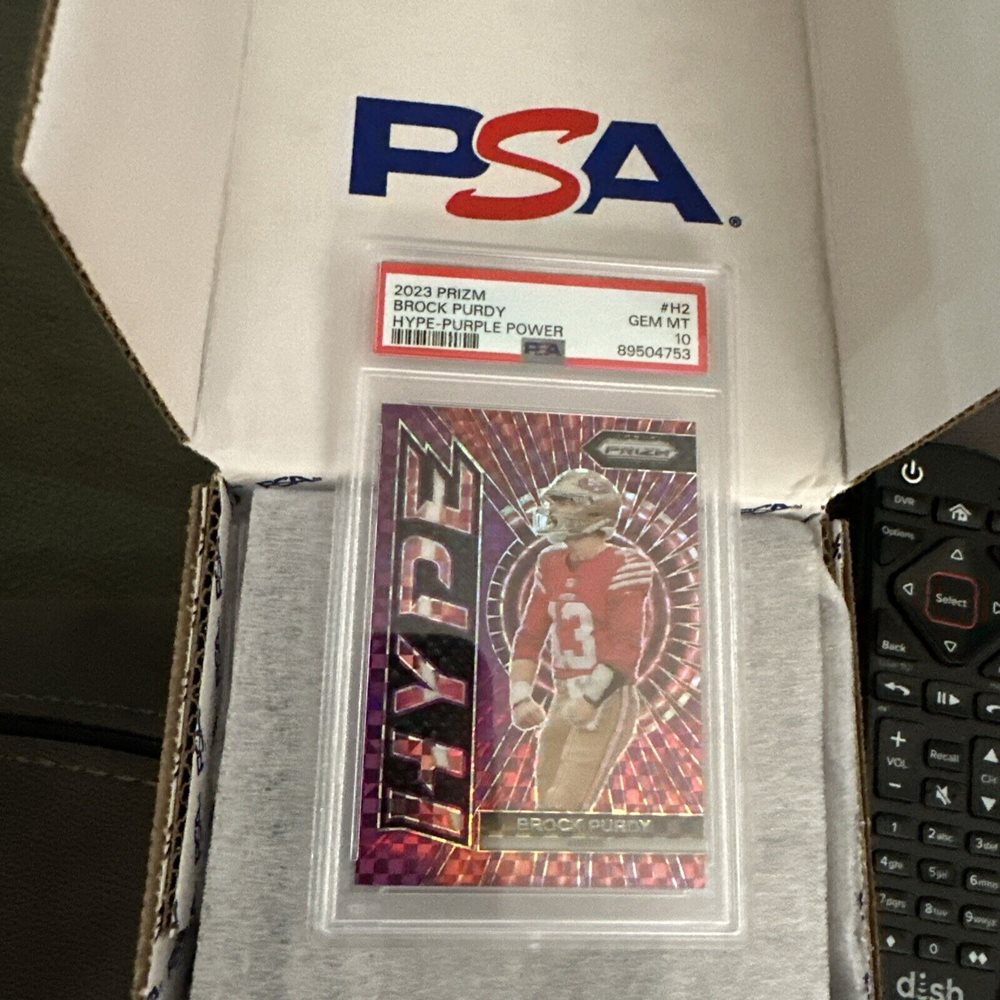 PSA
2023 PRIZM
#H2
BROCK PURDY
GEM MT
HYPE-PURPLE POWER
10
PSA
89504753
PRIZM
HYPE
13
BROCK PURDY
PSA
DVR
Options
Select
Back
VOL
Recall
CH
1
2abc
3def
4ghi
5jkl
6mno
7pqrs
8tuv
9wxyz
0
dish